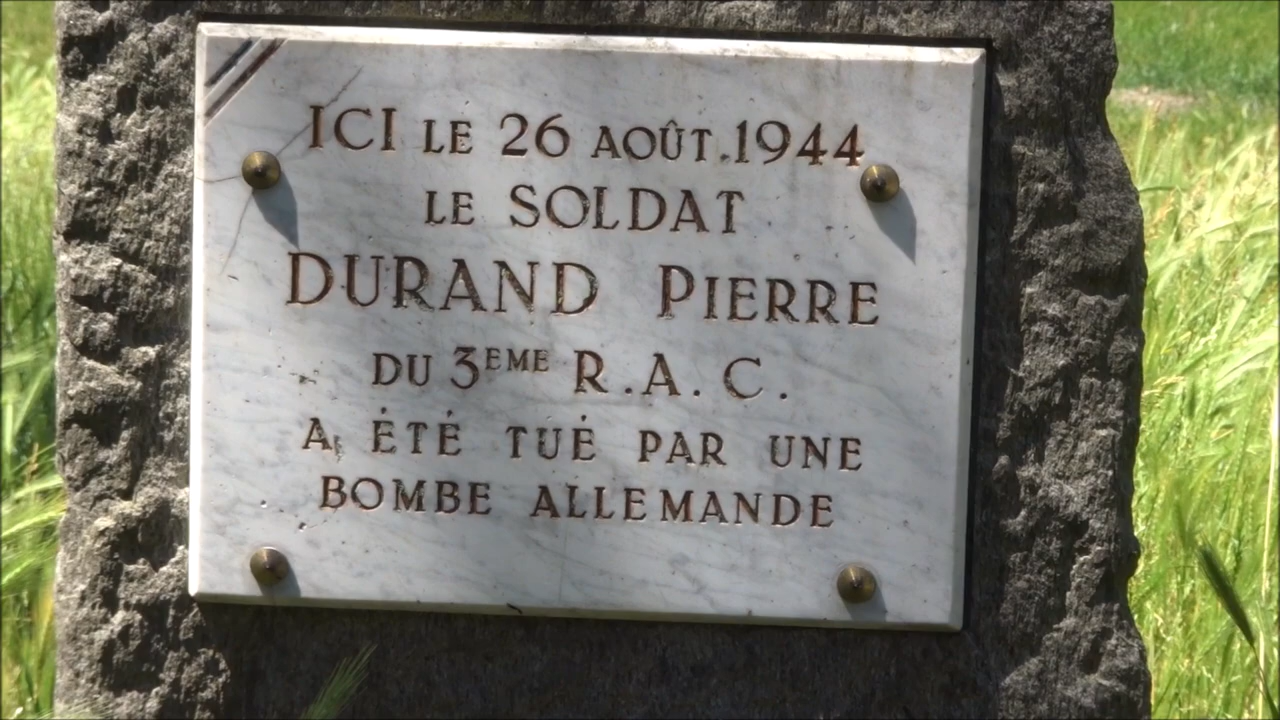 ICI LE 26 AOÛT 1944
LE SOLDAT
DURAND PIERRE
DU 3EME R.A.C.
A ÉTÉ TUÉ PAR UNE
BOMBE ALLEMANDE